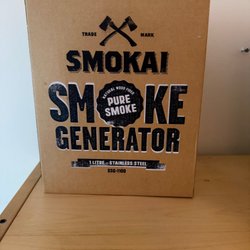 TRADE MARK
SMOKAI
SMOKE
NATURAL WOOD FIRED
PURE SMOKE
GENERATOR
1 LITRE - STAINLESS STEEL